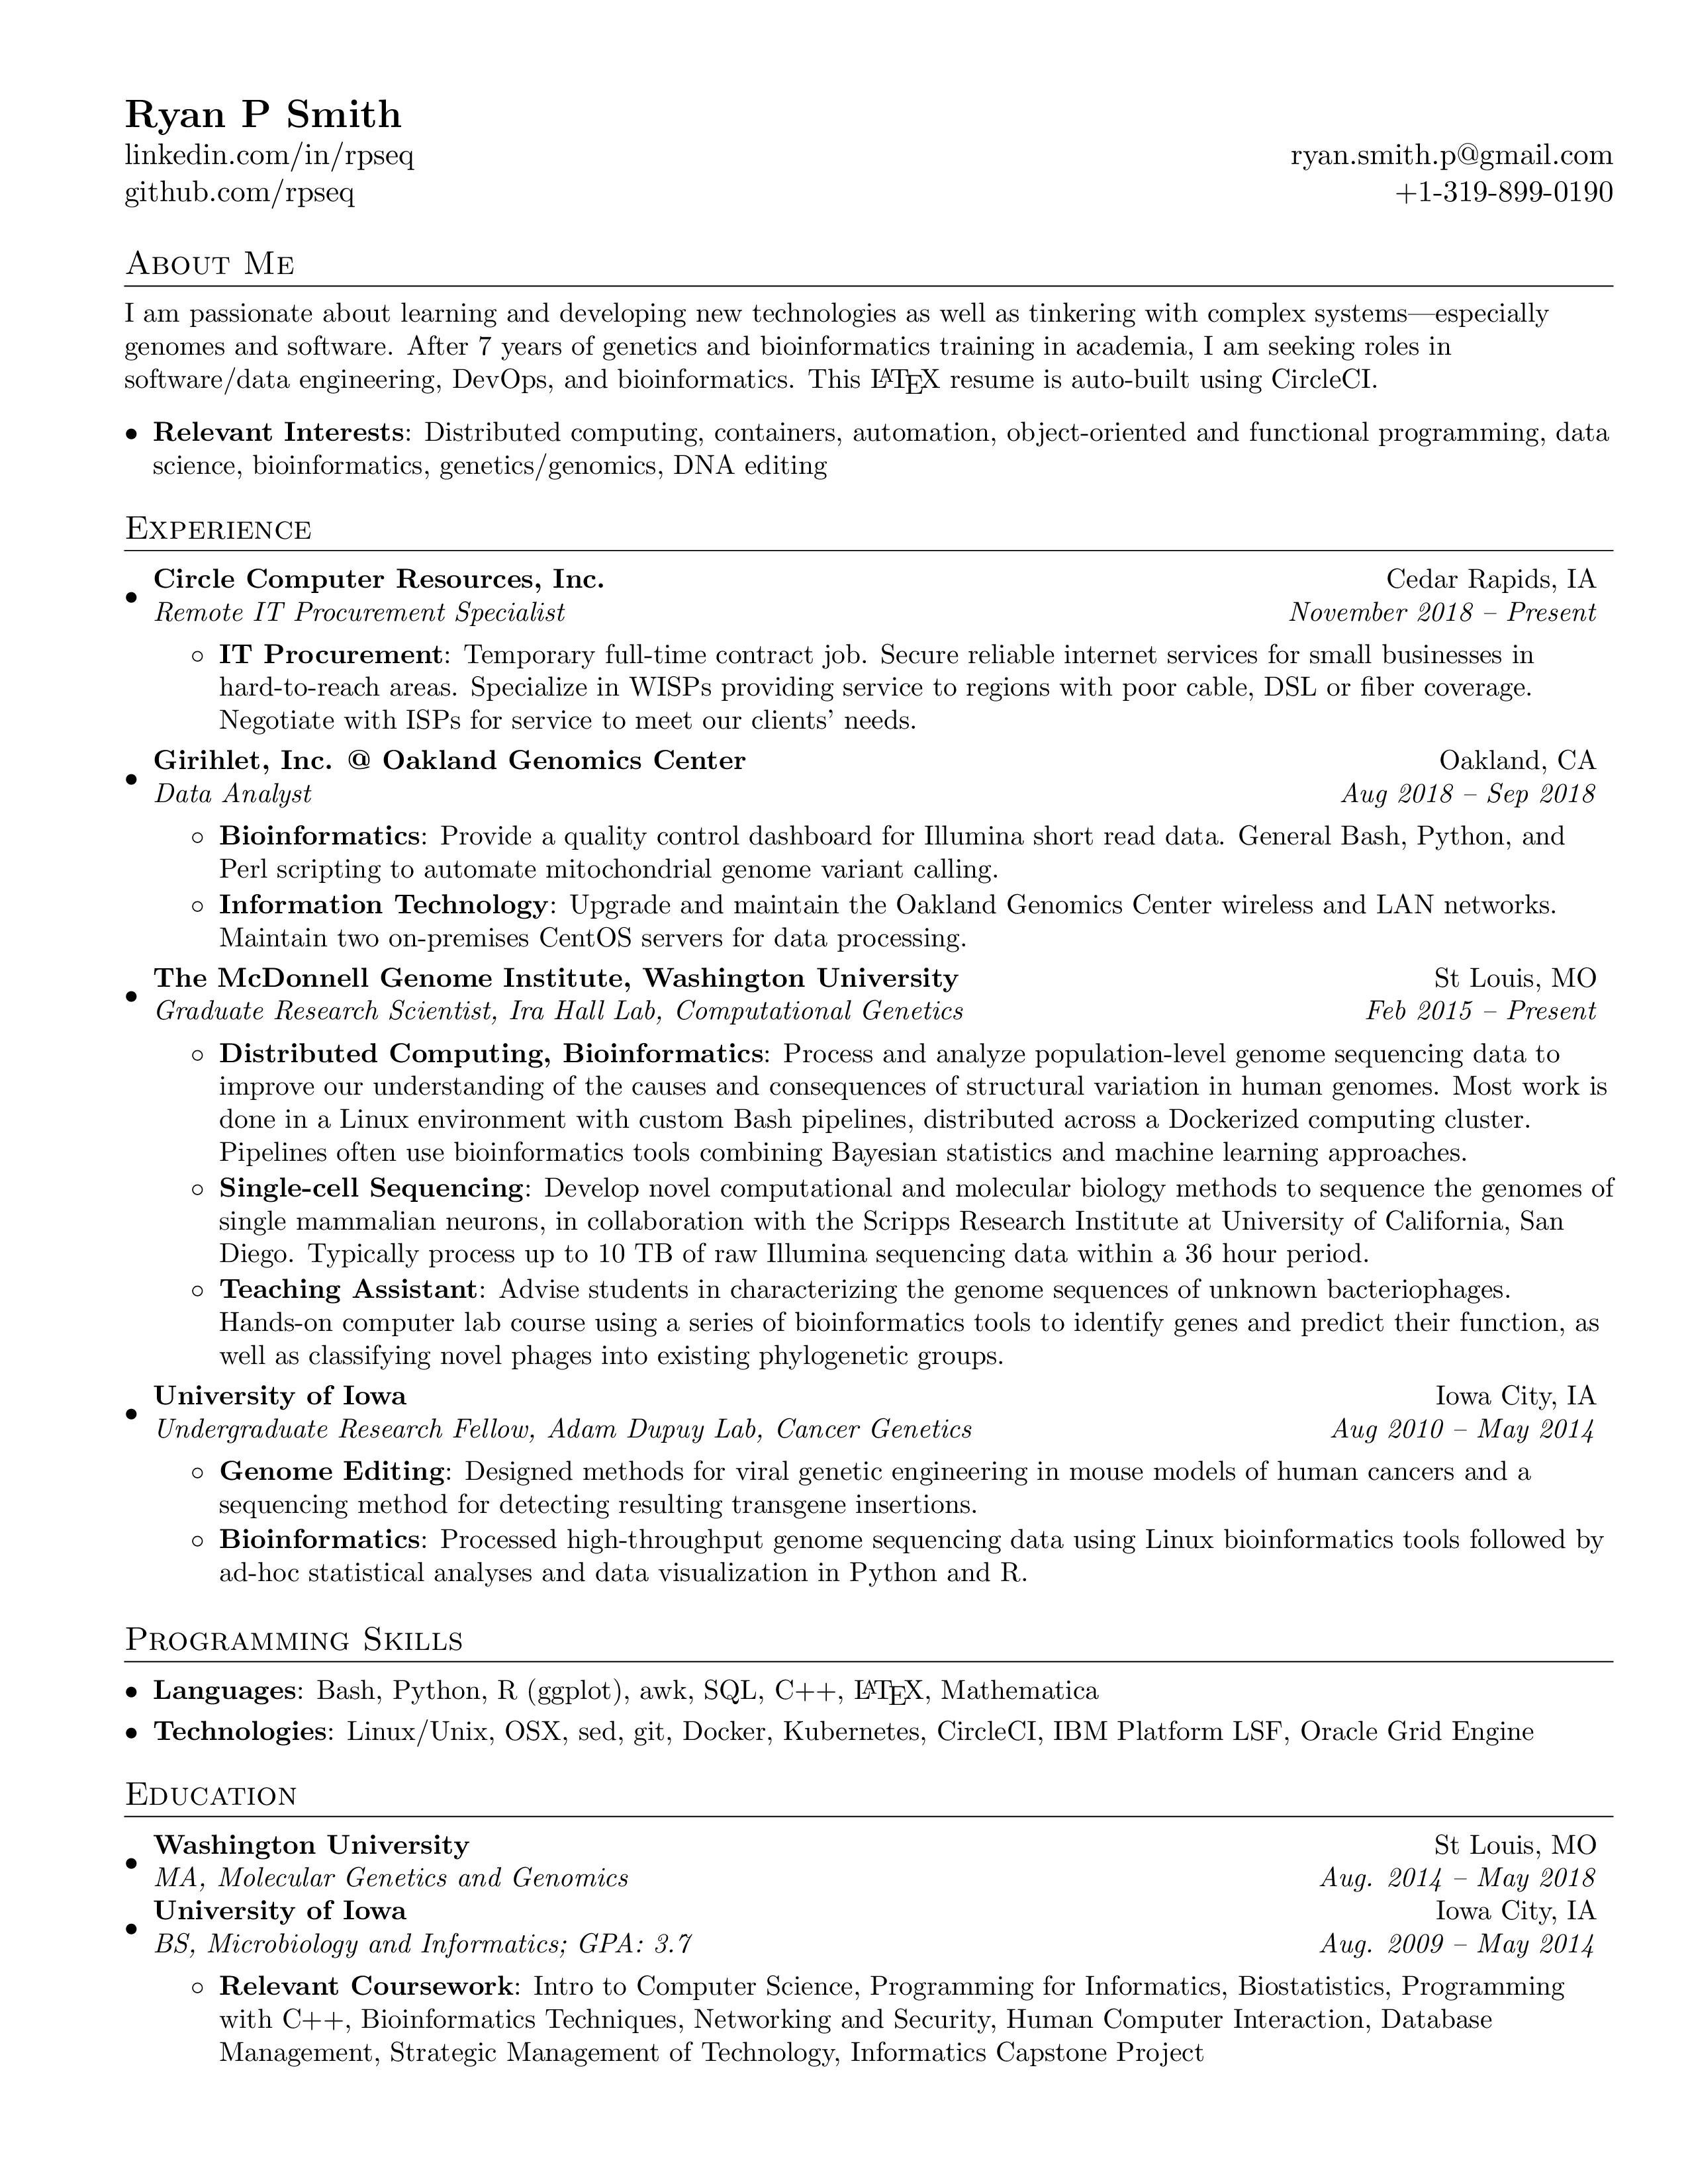 Ryan P Smith
linkedin.com/in/rpseq ryan.smith.p@gmail.com
github.com/rpseq +1-319-899-0190
About Me
I am passionate about learning and developing new technologies as well as tinkering with complex systems—especially
genomes and software. After 7 years of genetics and bioinformatics training in academia, I am seeking roles in
software/data engineering, DevOps, and bioinformatics. This LATEX resume is auto-built using CircleCI.
• Relevant Interests: Distributed computing, containers, automation, object-oriented and functional programming, data
science, bioinformatics, genetics/genomics, DNA editing
Experience
• Circle Computer Resources, Inc. Cedar Rapids, IA
Remote IT Procurement Specialist November 2018 – Present
◦ IT Procurement: Temporary full-time contract job. Secure reliable internet services for small businesses in
hard-to-reach areas. Specialize in WISPs providing service to regions with poor cable, DSL or fiber coverage.
Negotiate with ISPs for service to meet our clients' needs.
• Girihlet, Inc. @ Oakland Genomics Center Oakland, CA
Data Analyst Aug 2018 – Sep 2018
◦ Bioinformatics: Provide a quality control dashboard for Illumina short read data. General Bash, Python, and
Perl scripting to automate mitochondrial genome variant calling.
◦ Information Technology: Upgrade and maintain the Oakland Genomics Center wireless and LAN networks.
Maintain two on-premises CentOS servers for data processing.
• The McDonnell Genome Institute, Washington University St Louis, MO
Graduate Research Scientist, Ira Hall Lab, Computational Genetics Feb 2015 – Present
◦ Distributed Computing, Bioinformatics: Process and analyze population-level genome sequencing data to
improve our understanding of the causes and consequences of structural variation in human genomes. Most work is
done in a Linux environment with custom Bash pipelines, distributed across a Dockerized computing cluster.
Pipelines often use bioinformatics tools combining Bayesian statistics and machine learning approaches.
◦ Single-cell Sequencing: Develop novel computational and molecular biology methods to sequence the genomes of
single mammalian neurons, in collaboration with the Scripps Research Institute at University of California, San
Diego. Typically process up to 10 TB of raw Illumina sequencing data within a 36 hour period.
◦ Teaching Assistant: Advise students in characterizing the genome sequences of unknown bacteriophages.
Hands-on computer lab course using a series of bioinformatics tools to identify genes and predict their function, as
well as classifying novel phages into existing phylogenetic groups.
• University of Iowa Iowa City, IA
Undergraduate Research Fellow, Adam Dupuy Lab, Cancer Genetics Aug 2010 – May 2014
◦ Genome Editing: Designed methods for viral genetic engineering in mouse models of human cancers and a
sequencing method for detecting resulting transgene insertions.
◦ Bioinformatics: Processed high-throughput genome sequencing data using Linux bioinformatics tools followed by
ad-hoc statistical analyses and data visualization in Python and R.
Programming Skills
• Languages: Bash, Python, R (ggplot), awk, SQL, C++, LATEX, Mathematica
• Technologies: Linux/Unix, OSX, sed, git, Docker, Kubernetes, CircleCI, IBM Platform LSF, Oracle Grid Engine
Education
• Washington University St Louis, MO
MA, Molecular Genetics and Genomics Aug. 2014 – May 2018
• University of Iowa Iowa City, IA
BS, Microbiology and Informatics; GPA: 3.7 Aug. 2009 – May 2014
◦ Relevant Coursework: Intro to Computer Science, Programming for Informatics, Biostatistics, Programming
with C++, Bioinformatics Techniques, Networking and Security, Human Computer Interaction, Database
Management, Strategic Management of Technology, Informatics Capstone Project